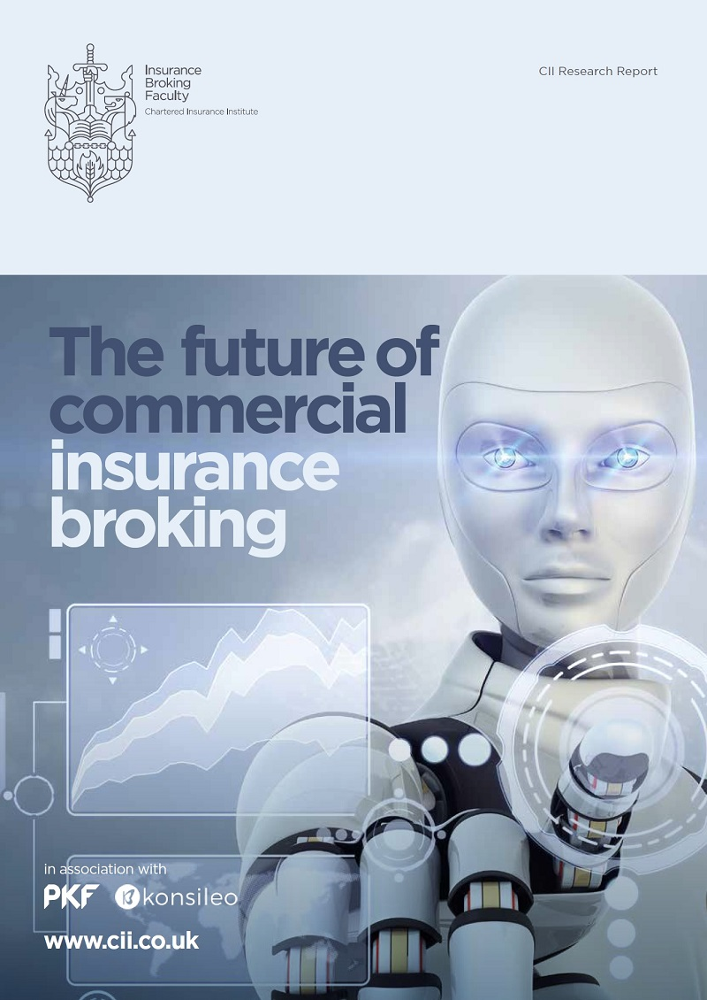 Insurance
Broking
Faculty
Chartered Insurance Institute
CII Research Report
The future of
commercial
insurance
broking
in association with
PKF konsileo
www.cii.co.uk